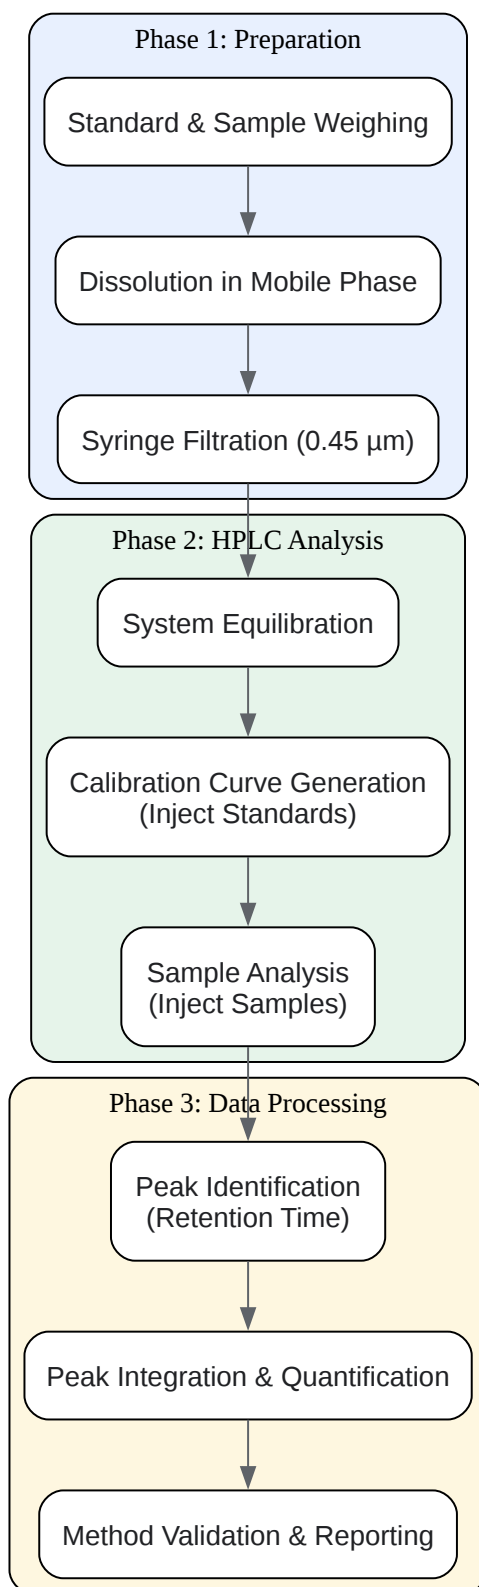 Phase 1: Preparation
Standard & Sample Weighing
Dissolution in Mobile Phase
Syringe Filtration (0.45 µm)
Phase 2: HPLC Analysis
System Equilibration
Calibration Curve Generation
(Inject Standards)
Sample Analysis
(Inject Samples)
Phase 3: Data Processing
Peak Identification
(Retention Time)
Peak Integration & Quantification
Method Validation & Reporting